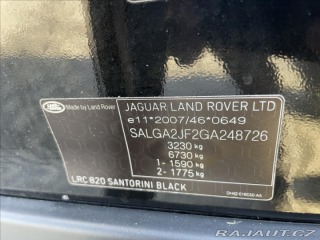 Made by Land Rover
JAGUAR LAND ROVER LTD
e11*2007/46*0649
SALGA2JF2GA248726
3230 kg
6730 kg
1- 1590 kg
2- 1775 kg
LRC 820 SANTORINI BLACK
Sauto.cz